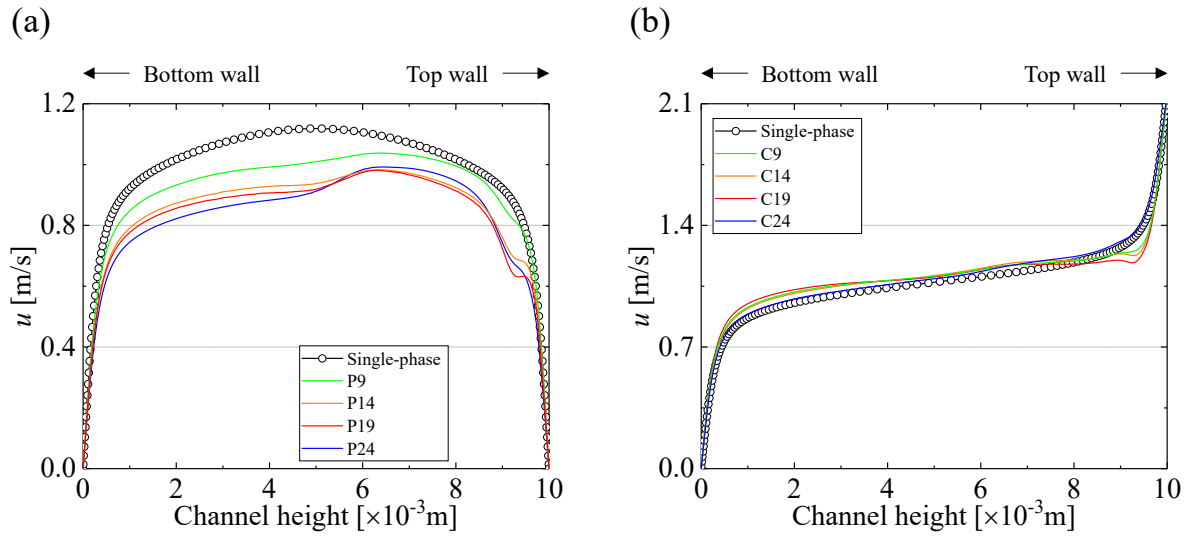 (a)
Bottom wall
Top wall
1.2
0.8
0.4
0.0
u [m/s]
Single-phase
P9
P14
P19
P24
0 2 4 6 8 10
Channel height [×10⁻³m]
(b)
Bottom wall
Top wall
2.1
1.4
0.7
0.0
u [m/s]
Single-phase
C9
C14
C19
C24
0 2 4 6 8 10
Channel height [×10⁻³m]